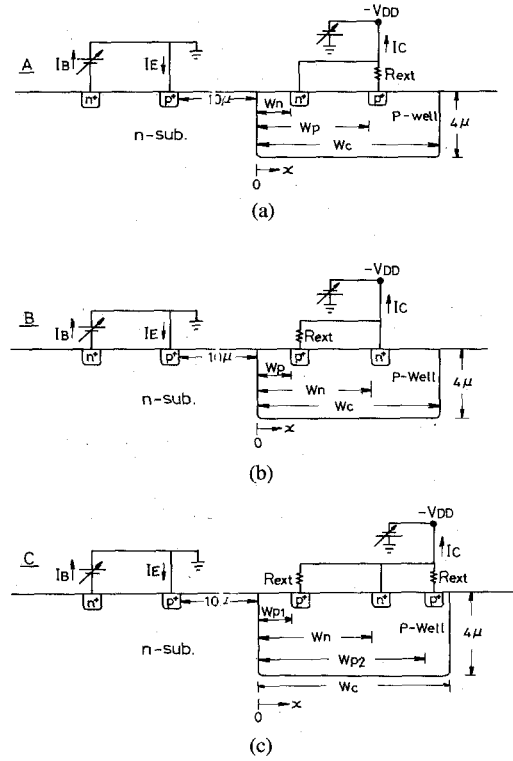 -VDD
A IB IE IC Rext
10μ Wn n+ p+ n+ p+
Wp P-well 4μ
n-sub. Wc
0 x
(a)
-VDD
B IB IE Rext IC
10μ Wp n+ p+ p+ n+
Wn P-Well 4μ
n-sub. Wc
0 x
(b)
-VDD
C IB IE Rext IC Rext
10μ n+ p+ p+ n+ p+
Wp1 Wn P-Well 4μ
n-sub. Wp2
Wc
0 x
(c)